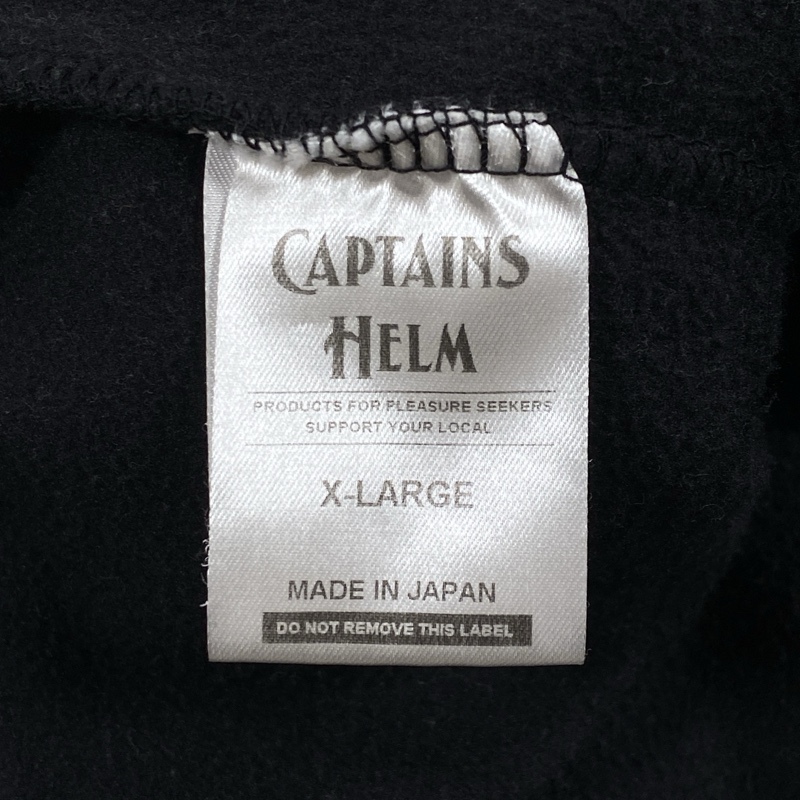 CAPTAINS
HELM
PRODUCTS FOR PLEASURE SEEKERS
SUPPORT YOUR LOCAL
X-LARGE
MADE IN JAPAN
DO NOT REMOVE THIS LABEL